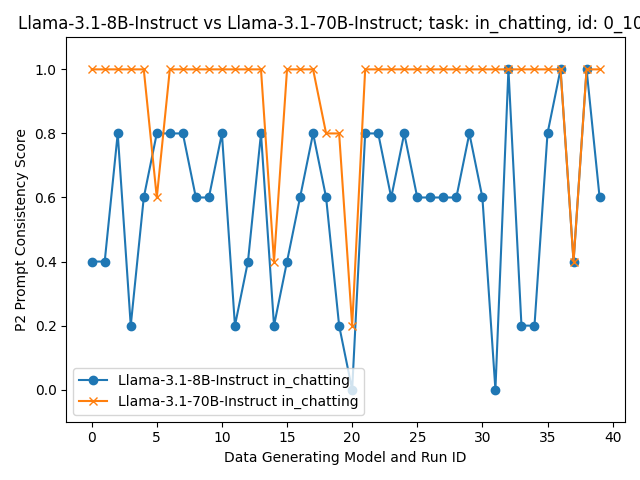 Llama-3.1-8B-Instruct vs Llama-3.1-70B-Instruct; task: in_chatting, id: 0_10
P2 Prompt Consistency Score
1.0
0.8
0.6
0.4
0.2
0.0
Llama-3.1-8B-Instruct in_chatting
Llama-3.1-70B-Instruct in_chatting
0 5 10 15 20 25 30 35 40
Data Generating Model and Run ID